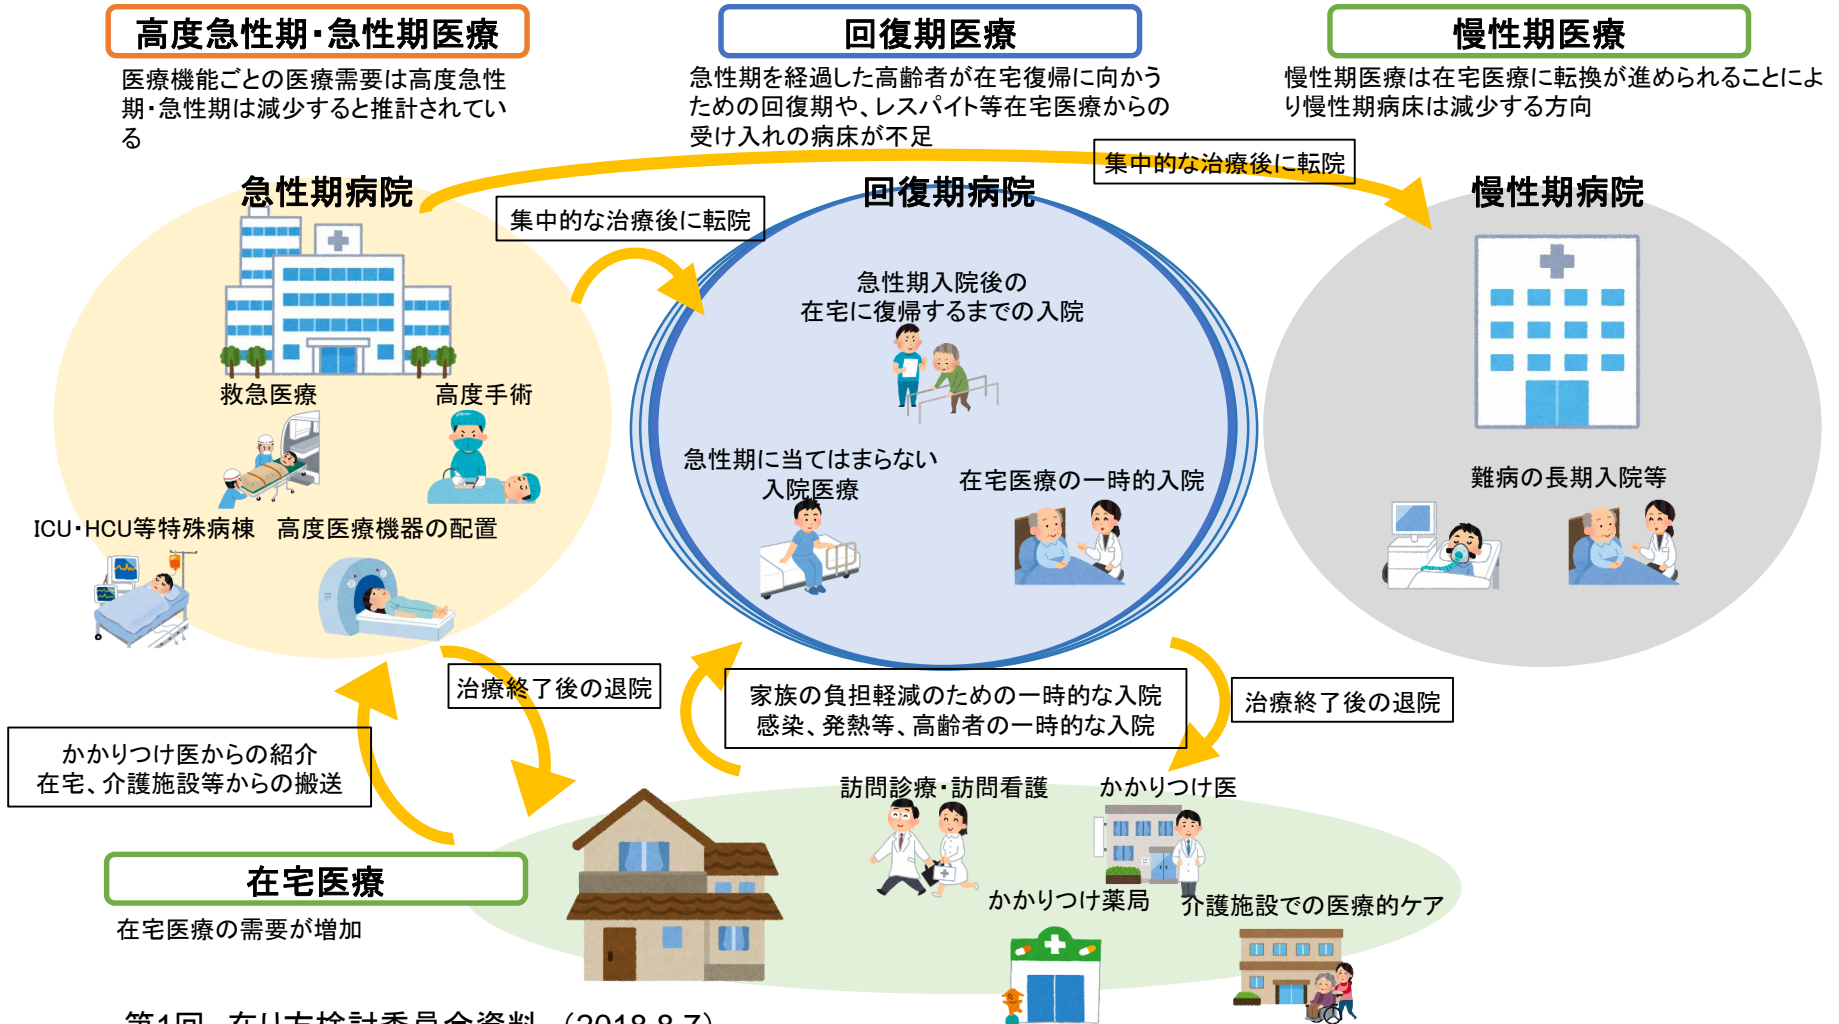 高度急性期・急性期医療
医療機能ごとの医療需要は高度急性
期・急性期は減少すると推計されてい
る
回復期医療
急性期を経過した高齢者が在宅復帰に向かう
ための回復期や、レスパイト等在宅医療からの
受け入れの病床が不足
慢性期医療
慢性期医療は在宅医療に転換が進められることによ
り慢性期病床は減少する方向
集中的な治療後に転院
急性期病院
集中的な治療後に転院
回復期病院
慢性期病院
救急医療
高度手術
ICU・HCU等特殊病棟
高度医療機器の配置
急性期入院後の
在宅に復帰するまでの入院
急性期に当てはまらない
入院医療
在宅医療の一時的入院
難病の長期入院等
治療終了後の退院
家族の負担軽減のための一時的な入院
感染、発熱等、高齢者の一時的な入院
治療終了後の退院
かかりつけ医からの紹介
在宅、介護施設等からの搬送
訪問診療・訪問看護
かかりつけ医
かかりつけ薬局
介護施設での医療的ケア
在宅医療
在宅医療の需要が増加
第1回 在り方検討委員会資料 (2018.8.7)